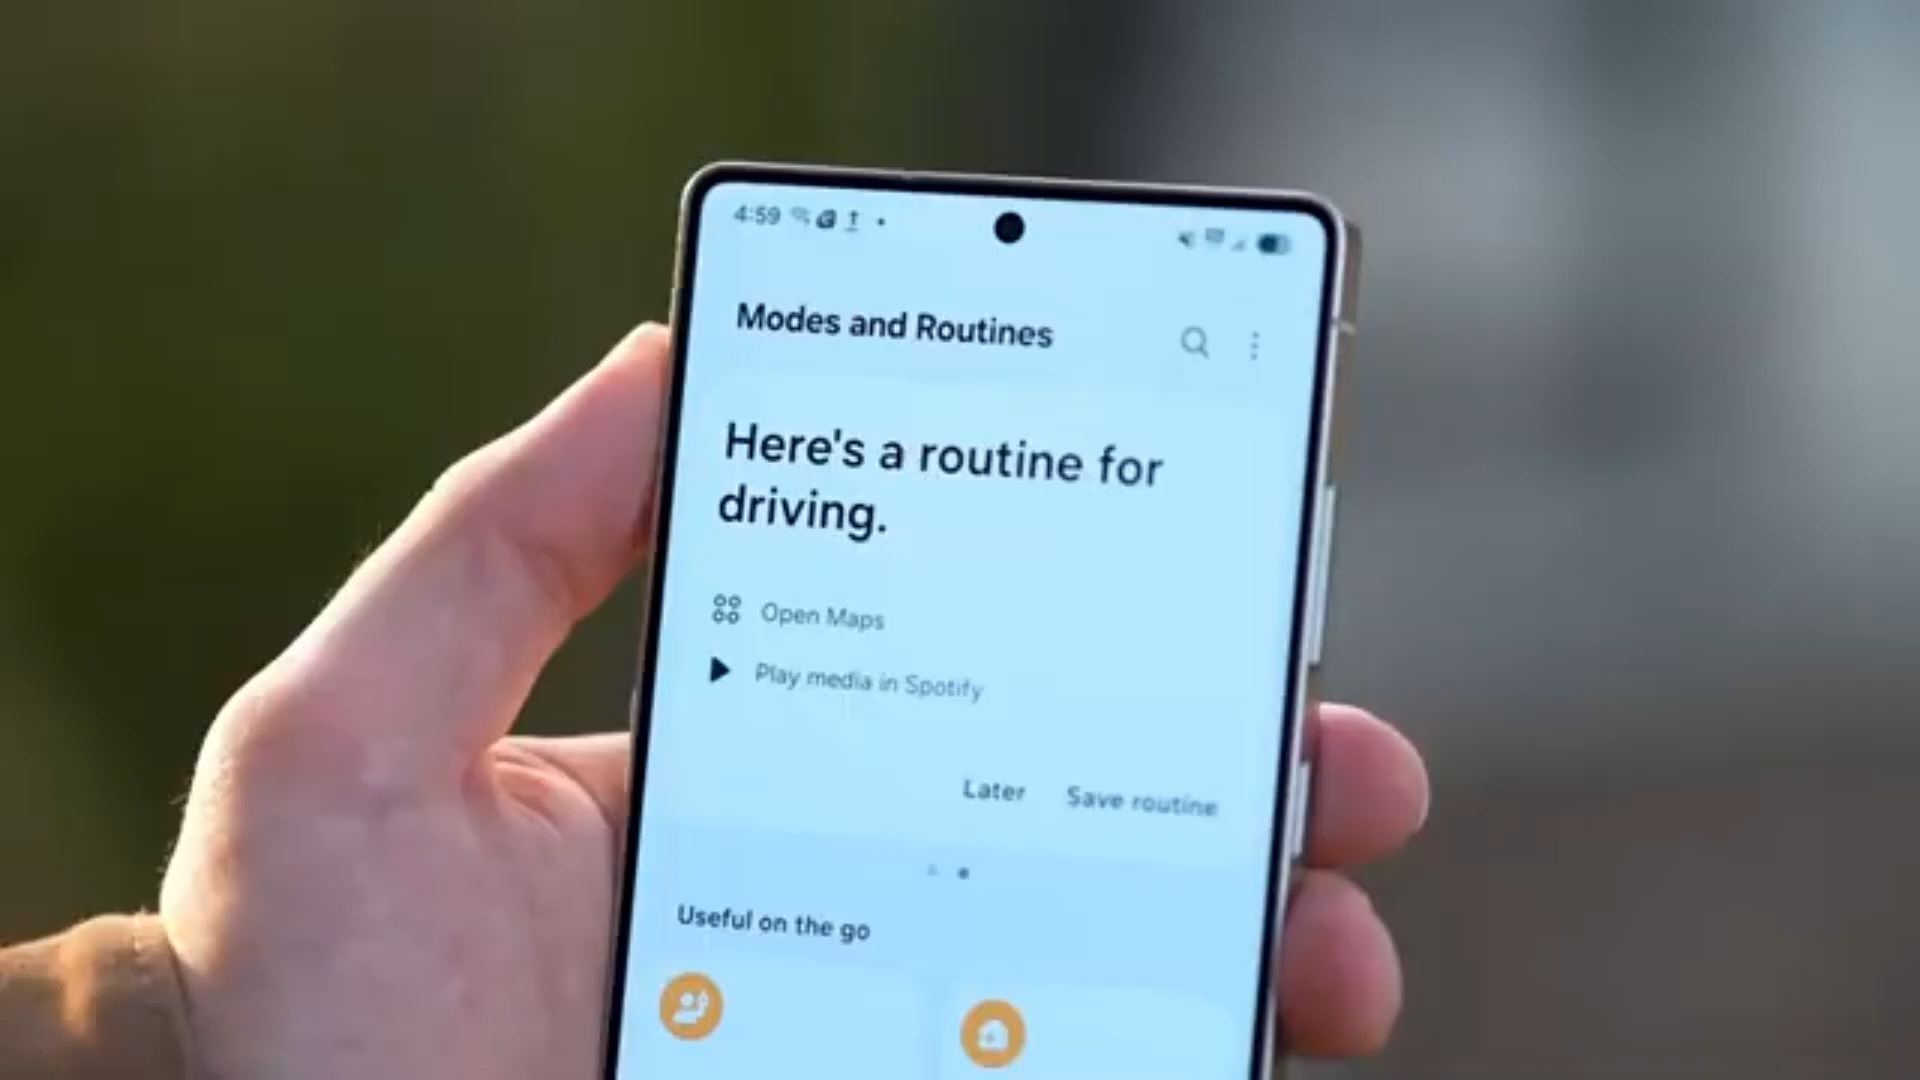 4:59
Modes and Routines
Here's a routine for
driving.
Open Maps
Play media in Spotify
Later Save routine
Useful on the go